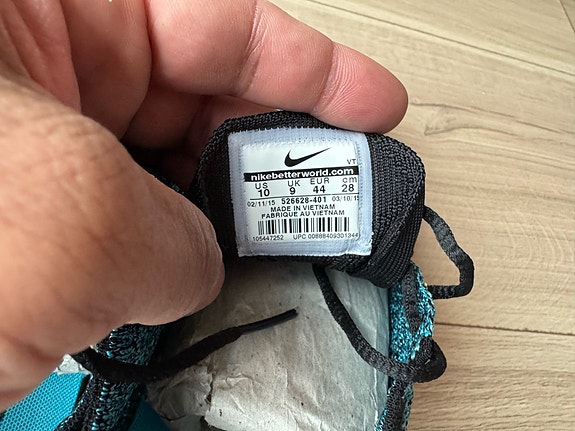 VT
nikebetterworld.com
US UK EUR cm
10 9 44 28
02/11/15 526628-401 03/10/15
MADE IN VIETNAM
FABRIQUE AU VIETNAM
105447252 UPC 00688409301344